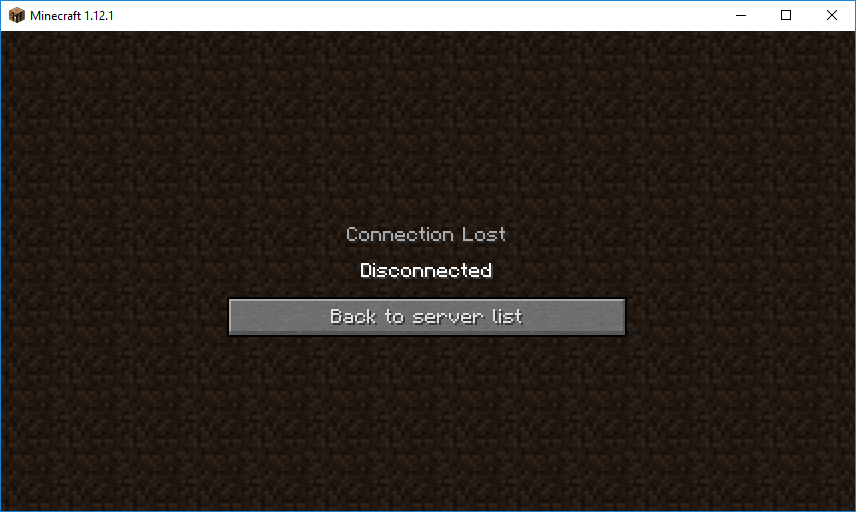 Minecraft 1.12.1
Connection Lost
Disconnected
Back to server list